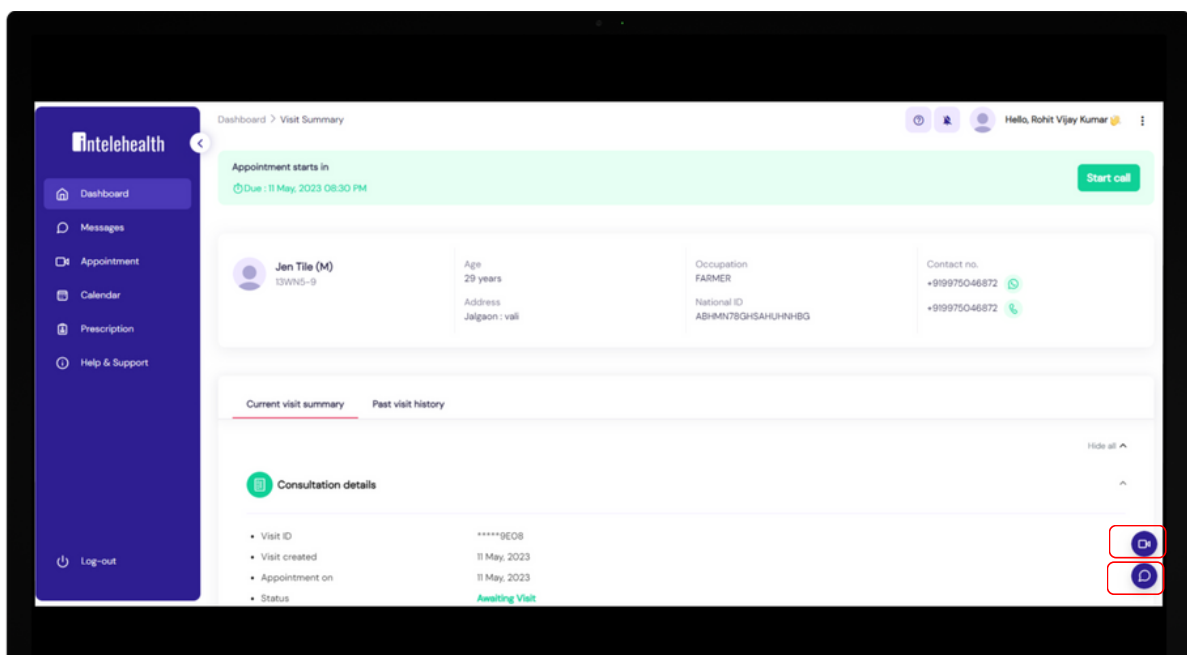 intelehealth
Dashboard
Messages
Appointment
Calendar
Prescription
Help & Support
Log-out
Dashboard > Visit Summary
Hello, Rohit Vijay Kumar
Appointment starts in
Due : 11 May, 2023 08:30 PM
Start call
Jen Tile (M)
13WN5-9
Age
29 years
Address
Jalgaon : vali
Occupation
FARMER
National ID
ABHMN78GHSAHUHNHBG
Contact no.
+919975046872
+919975046872
Current visit summary Past visit history
Hide all
Consultation details
• Visit ID *****9E08
• Visit created 11 May, 2023
• Appointment on 11 May, 2023
• Status Awaiting Visit